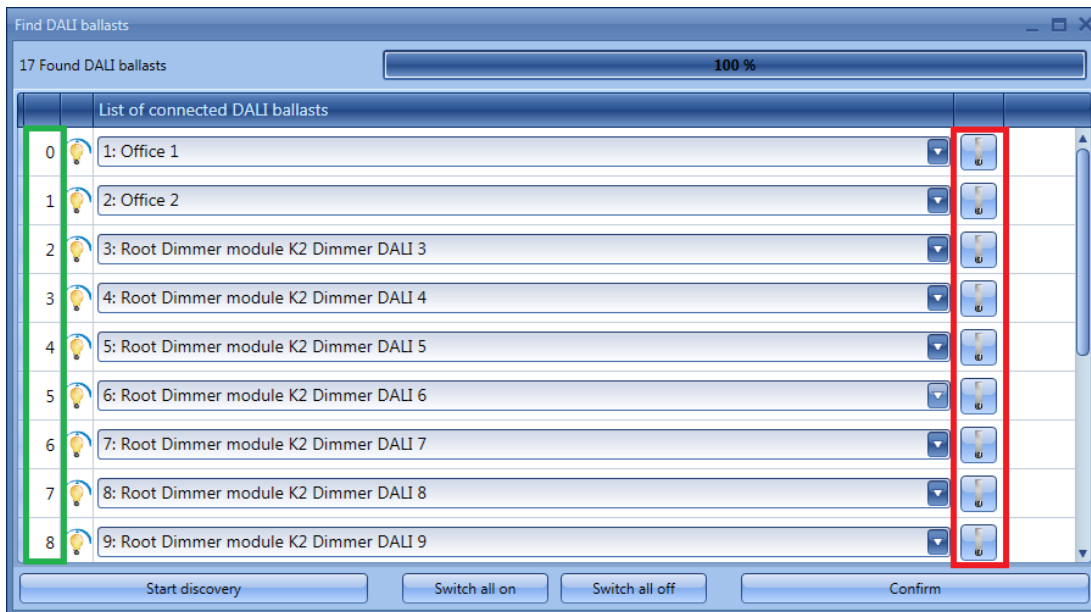 Find DALI ballasts
17 Found DALI ballasts 100 %
List of connected DALI ballasts
0 1: Office 1
1 2: Office 2
2 3: Root Dimmer module K2 Dimmer DALI 3
3 4: Root Dimmer module K2 Dimmer DALI 4
4 5: Root Dimmer module K2 Dimmer DALI 5
5 6: Root Dimmer module K2 Dimmer DALI 6
6 7: Root Dimmer module K2 Dimmer DALI 7
7 8: Root Dimmer module K2 Dimmer DALI 8
8 9: Root Dimmer module K2 Dimmer DALI 9
Start discovery Switch all on Switch all off Confirm